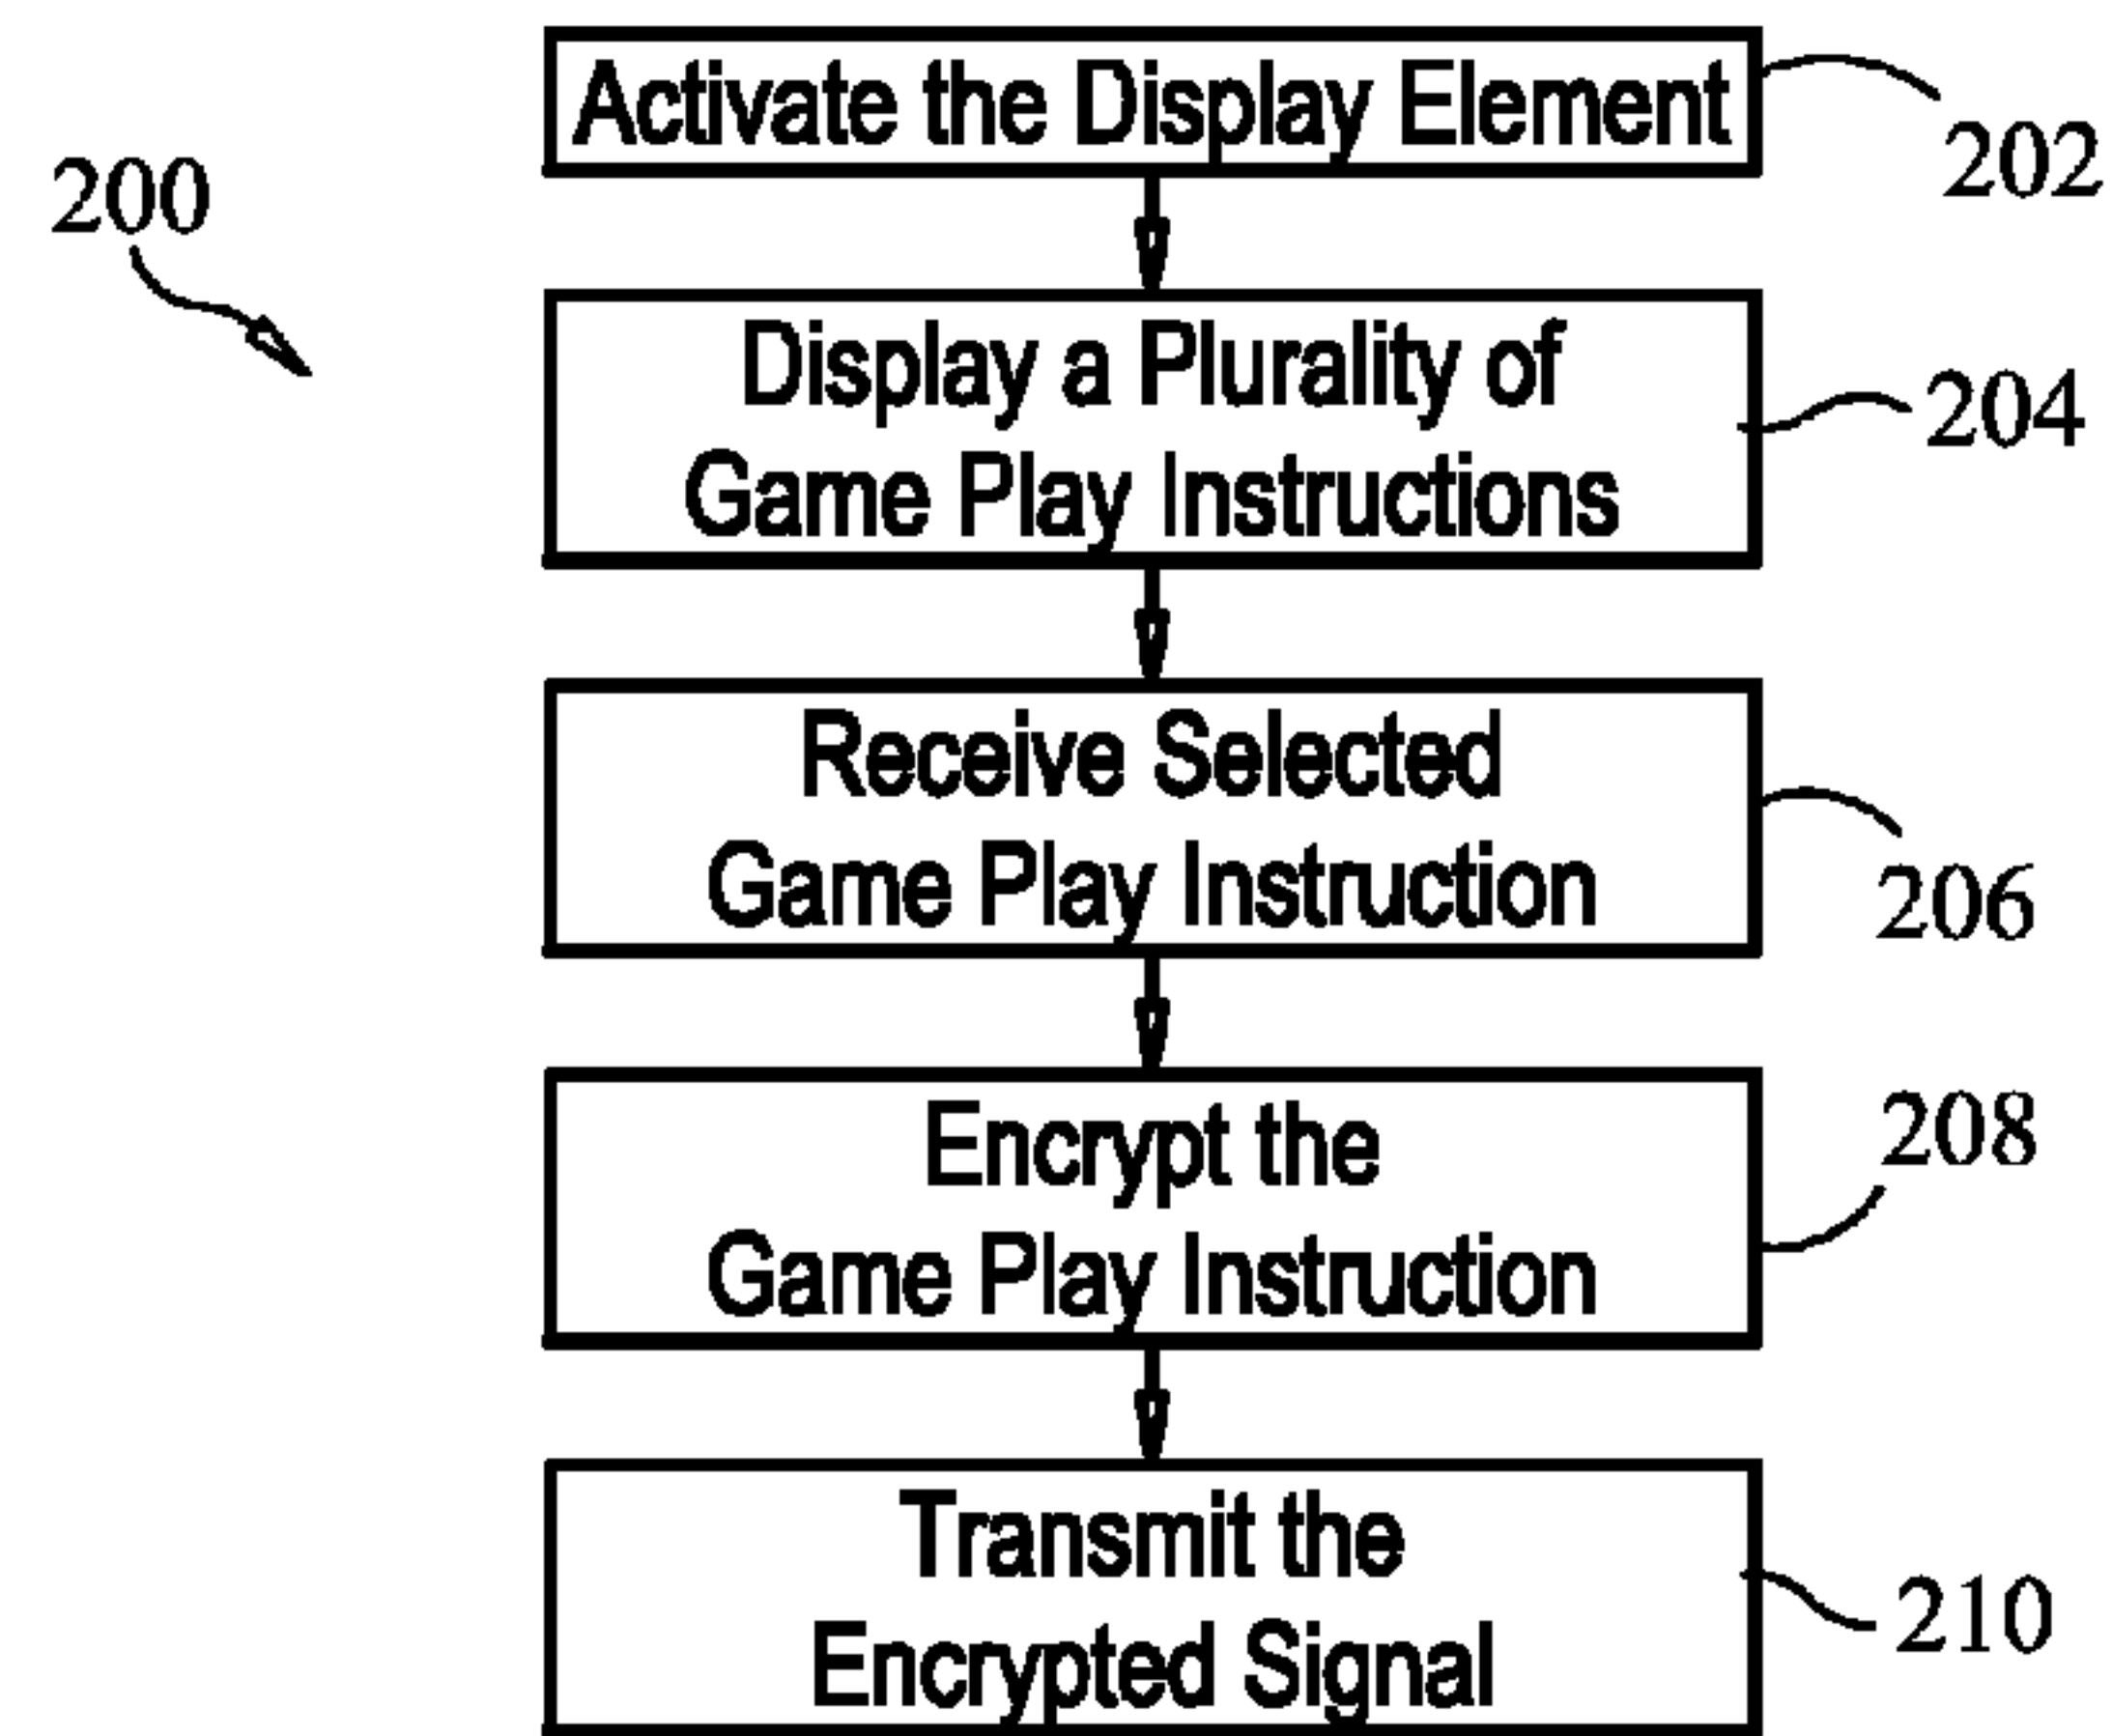 Activate the Display Element
202
200
Display a Plurality of
Game Play Instructions
204
Receive Selected
Game Play Instruction
206
Encrypt the
Game Play Instruction
208
Transmit the
Encrypted Signal
210